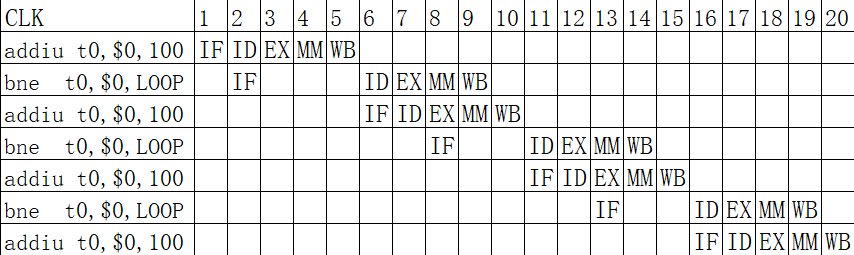 CLK 1 2 3 4 5 6 7 8 9 10 11 12 13 14 15 16 17 18 19 20
addiu t0,$0,100 IF ID EX MM WB
bne t0,$0,LOOP IF ID EX MM WB
addiu t0,$0,100 IF ID EX MM WB
bne t0,$0,LOOP IF ID EX MM WB
addiu t0,$0,100 IF ID EX MM WB
bne t0,$0,LOOP IF ID EX MM WB
addiu t0,$0,100 IF ID EX MM WB